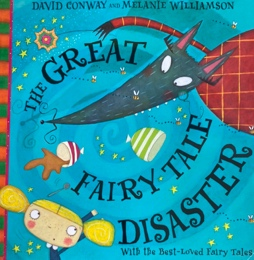 DAVID CONWAY AND MELANIE WILLIAMSON
THE GREAT
FAIRY TALE
DISASTER
With the Best-Loved Fairy Tales